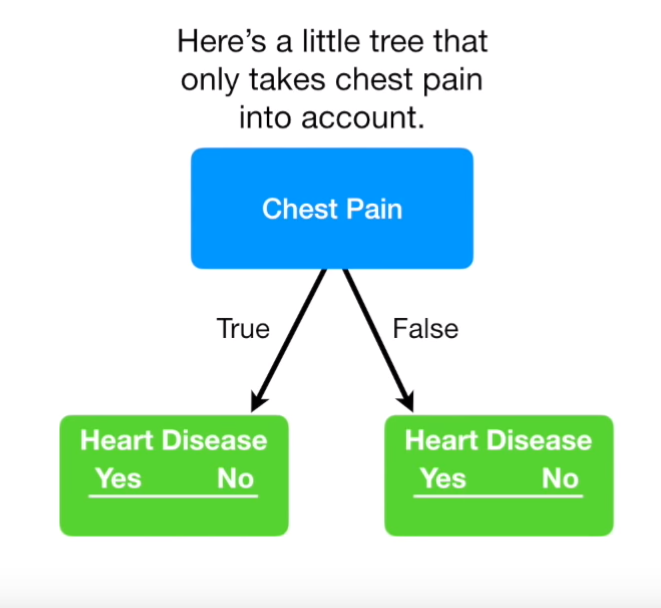 Here’s a little tree that
only takes chest pain
into account.
Chest Pain
True False
Heart Disease
Yes No
Heart Disease
Yes No